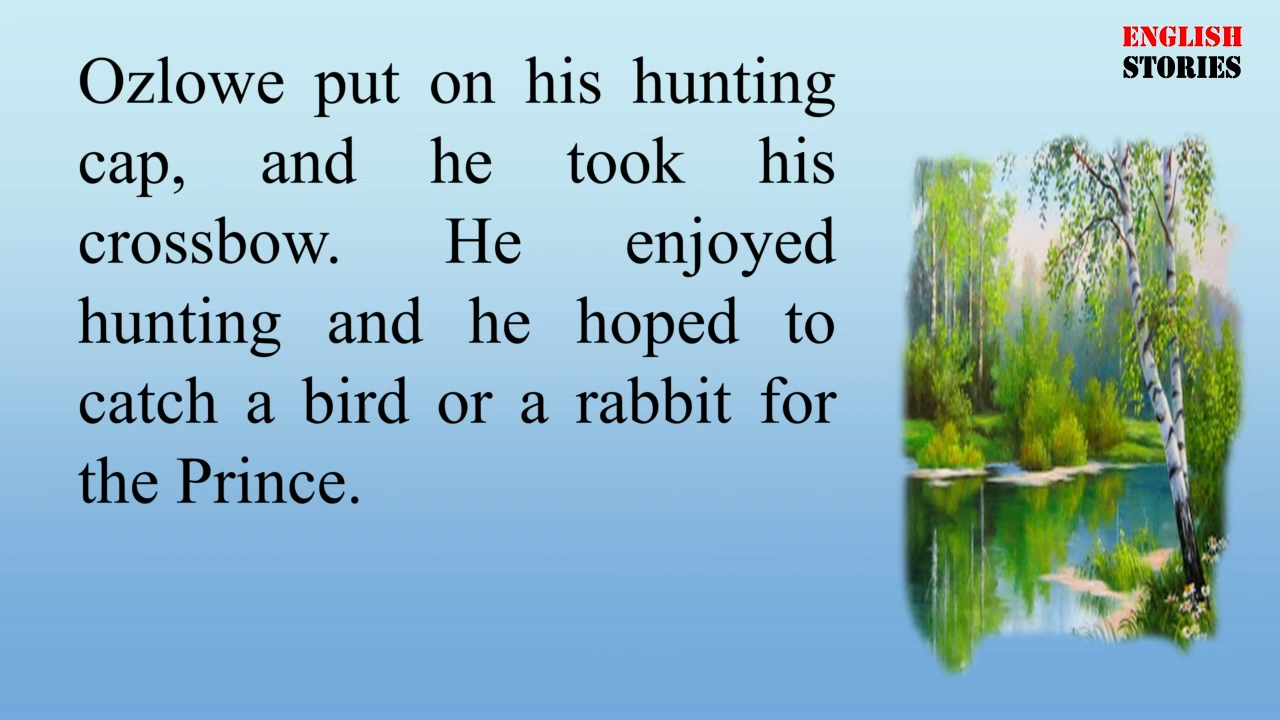 Ozlowe put on his hunting
cap, and he took his
crossbow. He enjoyed
hunting and he hoped to
catch a bird or a rabbit for
the Prince.
ENGLISH
STORIES